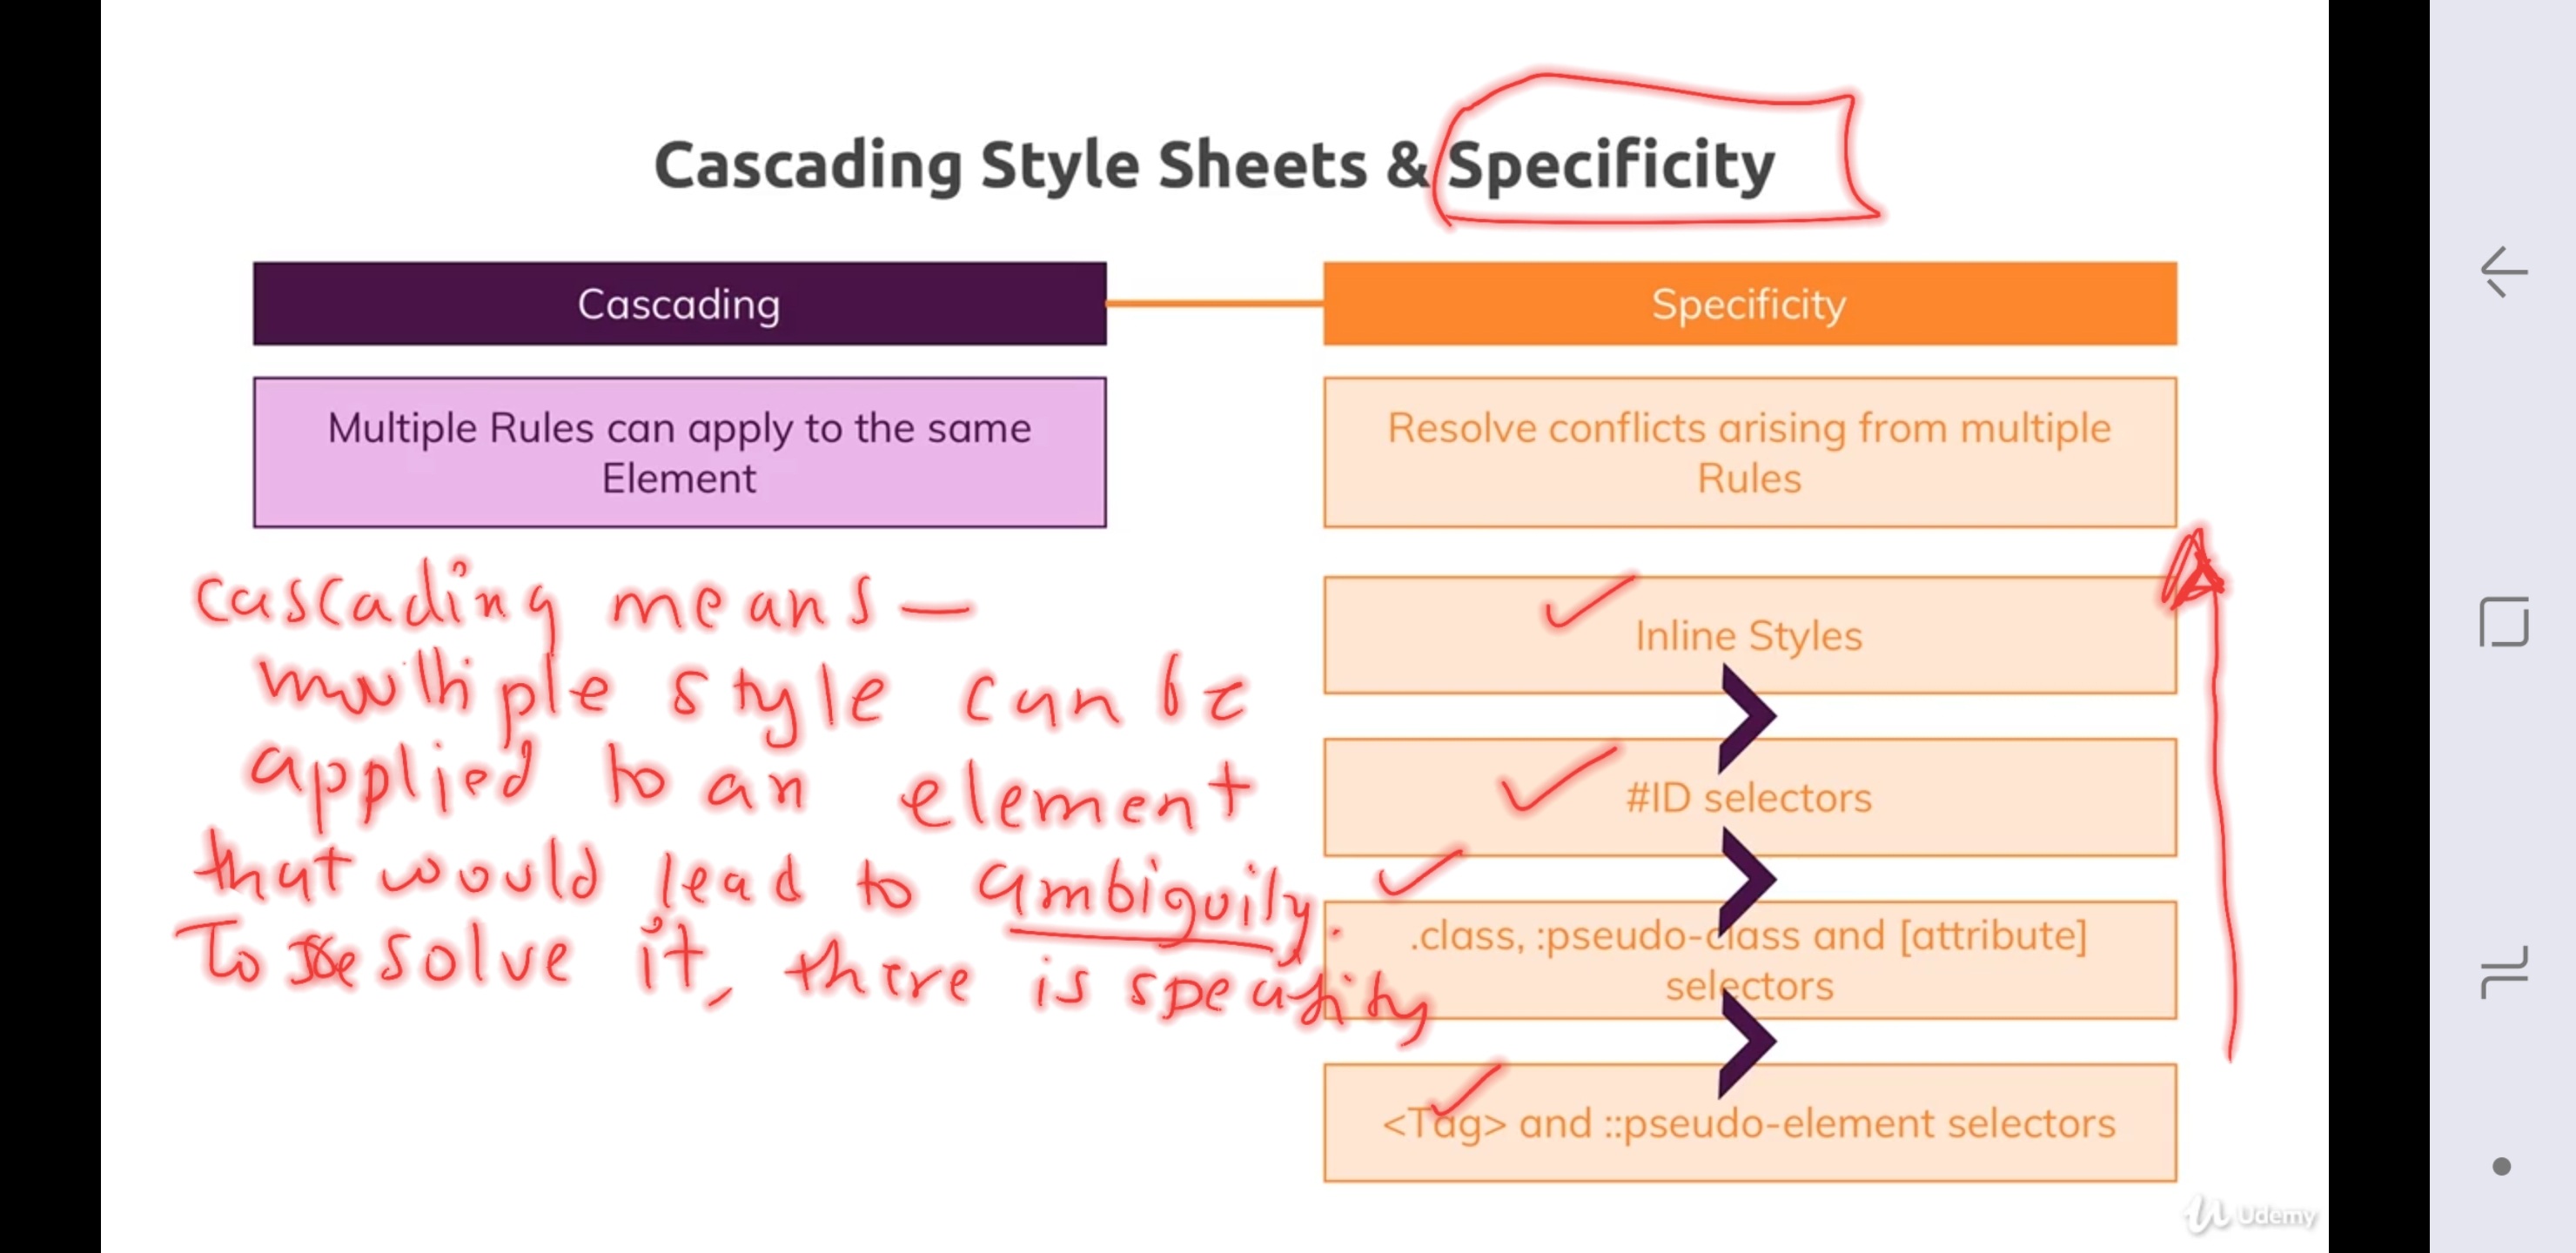 Cascading Style Sheets & Specificity
Cascading
Multiple Rules can apply to the same
Element
cascading means —
multiple style can be
applied to an element
that would lead to ambiguity.
To resolve it, there is
Specificity
Resolve conflicts arising from multiple
Rules
Inline Styles
#ID selectors
.class, :pseudo-class and [attribute]
selectors
<Tag> and ::pseudo-element selectors
Udemy